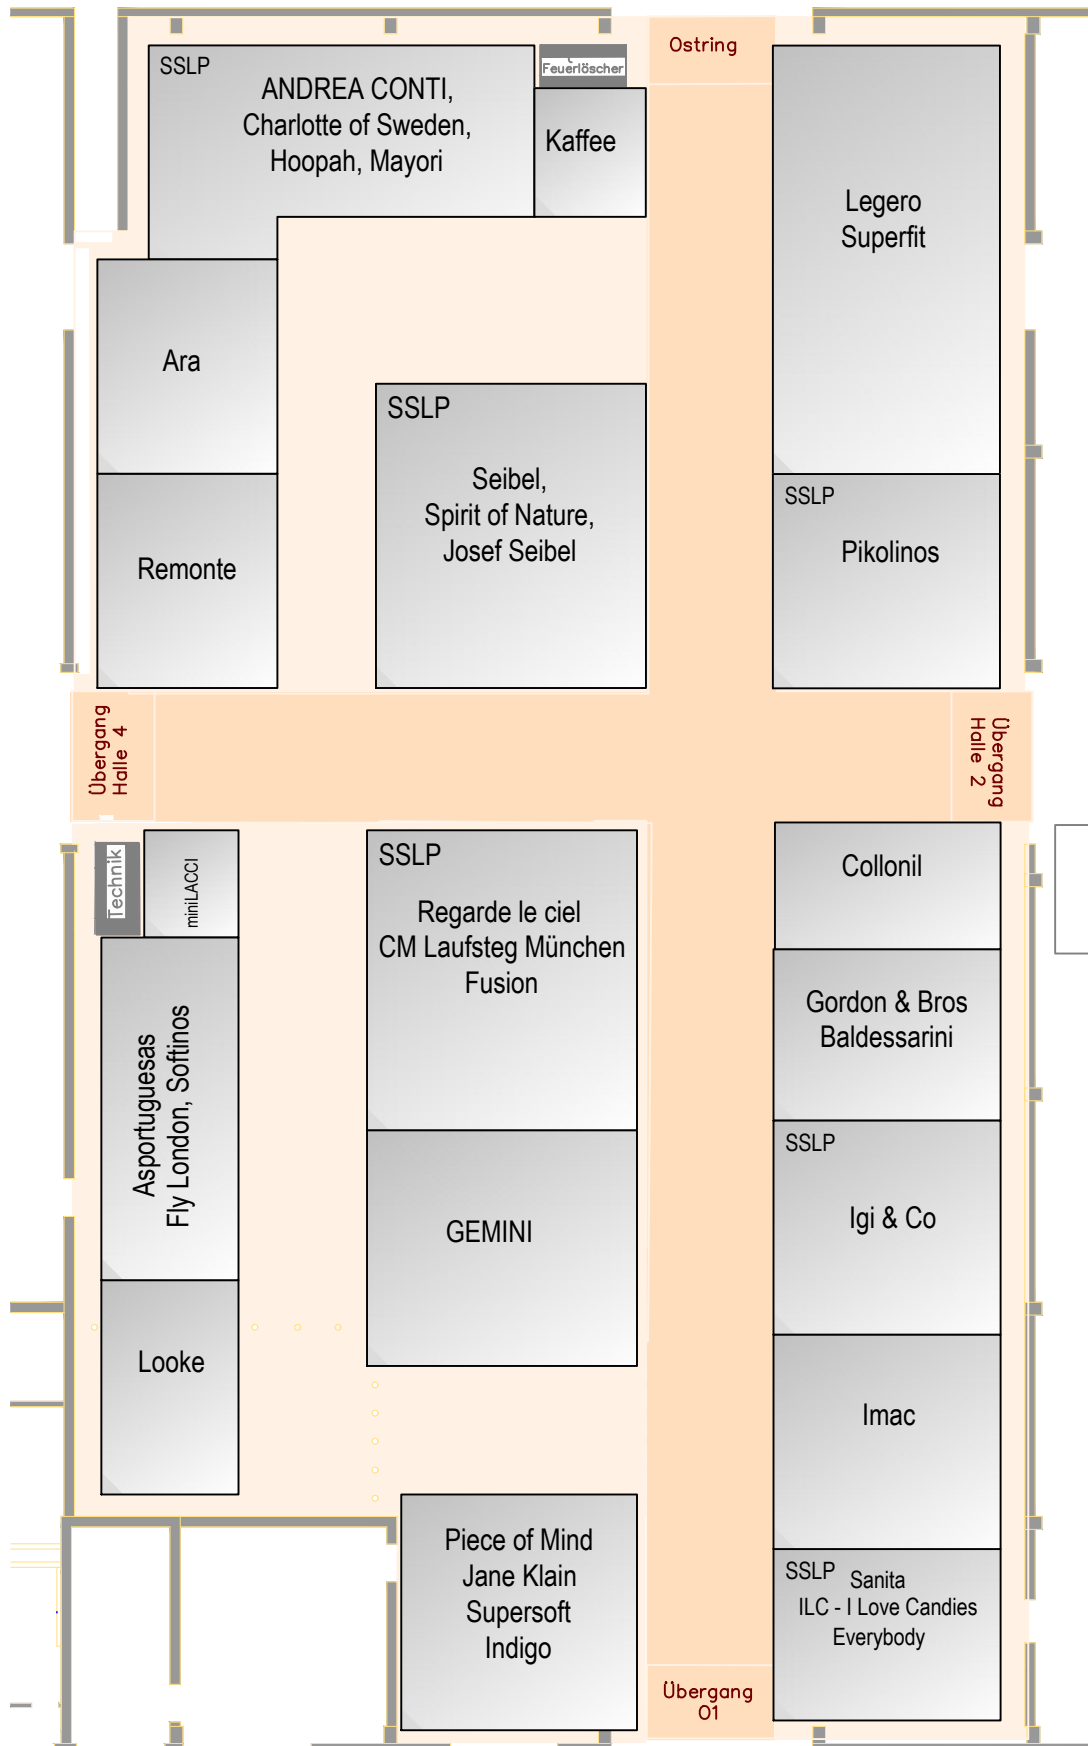 Ostring
SSLP
ANDREA CONTI,
Charlotte of Sweden,
Hoopah, Mayori
Feuerlöscher
Kaffee
Legero
Superfit
Ara
SSLP
Seibel,
Spirit of Nature,
Josef Seibel
Remonte
SSLP
Pikolinos
Übergang
Halle 4
Übergang
Halle 2
Technik
miniLACCI
SSLP
Regarde le ciel
CM Laufsteg München
Fusion
Collonil
Gordon & Bros
Baldessarini
Asportuguesas
Fly London, Softinos
SSLP
Igi & Co
GEMINI
Looke
Imac
Piece of Mind
Jane Klain
Supersoft
Indigo
SSLP
Sanita
ILC - I Love Candies
Everybody
Übergang
01